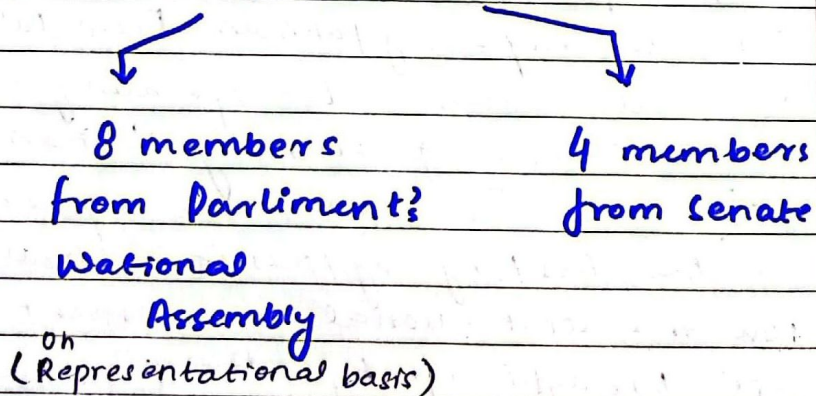 8 members
from Parliment:
National
Assembly
(on Representational basis)
4 members
from Senate